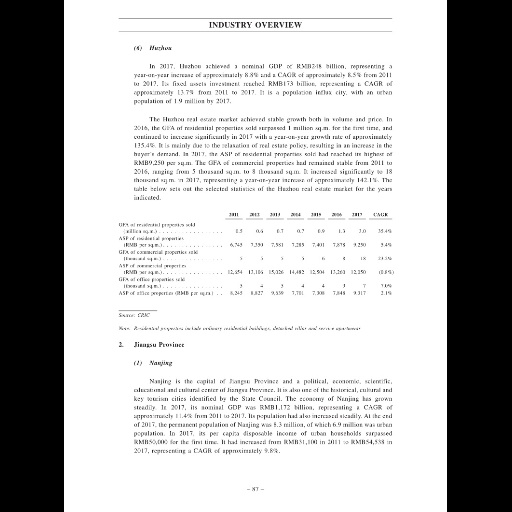 INDUSTRY OVERVIEW
(6) Huzhou
In 2017, Huzhou achieved a nominal GDP of RMB248 billion, representing a
year-on-year increase of approximately 8.8% and a CAGR of approximately 8.5% from 2011
to 2017. Its fixed assets investment reached RMB173 billion, representing a CAGR of
approximately 13.7% from 2011 to 2017. It is a population influx city, with an urban
population of 1.9 million by 2017.
The Huzhou real estate market achieved stable growth both in volume and price. In
2016, the GFA of residential properties sold surpassed 1 million sq.m. for the first time, and
continued to increase significantly in 2017 with a year-on-year growth rate of approximately
135.4%. It is mainly due to the relaxation of real estate policy, resulting in an increase in the
buyer's demand. In 2017, the ASP of residential properties sold had reached its highest of
RMB9,250 per sq.m. The GFA of commercial properties had remained stable from 2011 to
2016, ranging from 5 thousand sq.m. to 8 thousand sq.m. It increased significantly to 18
thousand sq.m. in 2017, representing a year-on-year increase of approximately 142.1%. The
table below sets out the selected statistics of the Huzhou real estate market for the years
indicated.
2011 2012 2013 2014 2015 2016 2017 CAGR
GFA of residential properties sold
(million sq.m.) . . . . . . . . . . . . . . . . 0.5 0.6 0.7 0.7 0.9 1.3 3.0 35.4%
ASP of residential properties
(RMB per sq.m.) . . . . . . . . . . . . . . . 6,745 7,350 7,581 7,285 7,401 7,878 9,250 5.4%
GFA of commercial properties sold
(thousand sq.m.) . . . . . . . . . . . . . . . 5 5 5 5 6 8 18
ASP of commercial properties
(RMB per sq.m.) . . . . . . . . . . . . . . . 12,654 13,106 15,026 14,482 12,504 13,260 12,050 (0.8%)
GFA of office properties sold
(thousand sq.m.) . . . . . . . . . . . . . . . 5 4 5 4 4 3 7 7.0%
ASP of office properties (RMB per sq.m.) . . 8,245 8,827 9,639 7,701 7,308 7,848 9,317 2.1%
Source: CRIC
Note: Residential properties include ordinary residential buildings, detached villas and service apartments
2. Jiangsu Province
(1) Nanjing
Nanjing is the capital of Jiangsu Province and a political, economic, scientific,
educational and cultural center of Jiangsu Province. It is also one of the historical, cultural and
key tourism cities identified by the State Council. The economy of Nanjing has grown
steadily. In 2017, its nominal GDP was RMB1,172 billion, representing a CAGR of
approximately 11.4% from 2011 to 2017. Its population had also increased steadily. At the end
of 2017, the permanent population of Nanjing was 8.3 million, of which 6.9 million was urban
population. In 2017, its per capita disposable income of urban households surpassed
RMB50,000 for the first time. It had increased from RMB31,100 in 2011 to RMB54,538 in
2017, representing a CAGR of approximately 9.8%.
– 87 –